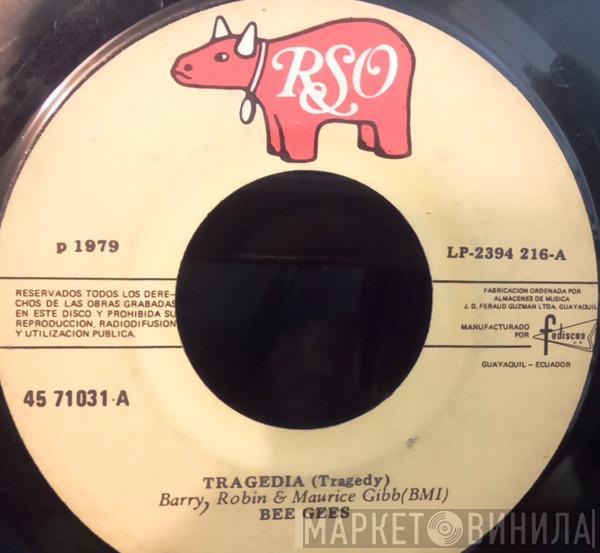 RSO
p 1979
LP-2394 216-A
RESERVADOS TODOS LOS DERE-
CHOS DE LAS OBRAS GRABADAS
EN ESTE DISCO Y PROHIBIDA SU
REPRODUCCION, RADIODIFUSION
Y UTILIZACION PUBLICA.
FABRICACION ORDENADA POR
ALMACENES DE MUSICA
J. D. FERAUD GUZMAN LTDA. GUAYAQUIL
MANUFACTURADO
POR
fediscos
GUAYAQUIL - ECUADOR
45 71031-A
TRAGEDIA (Tragedy)
Barry, Robin & Maurice Gibb(BMI)
BEE GEES
МАРКЕТ ВИНИЛА